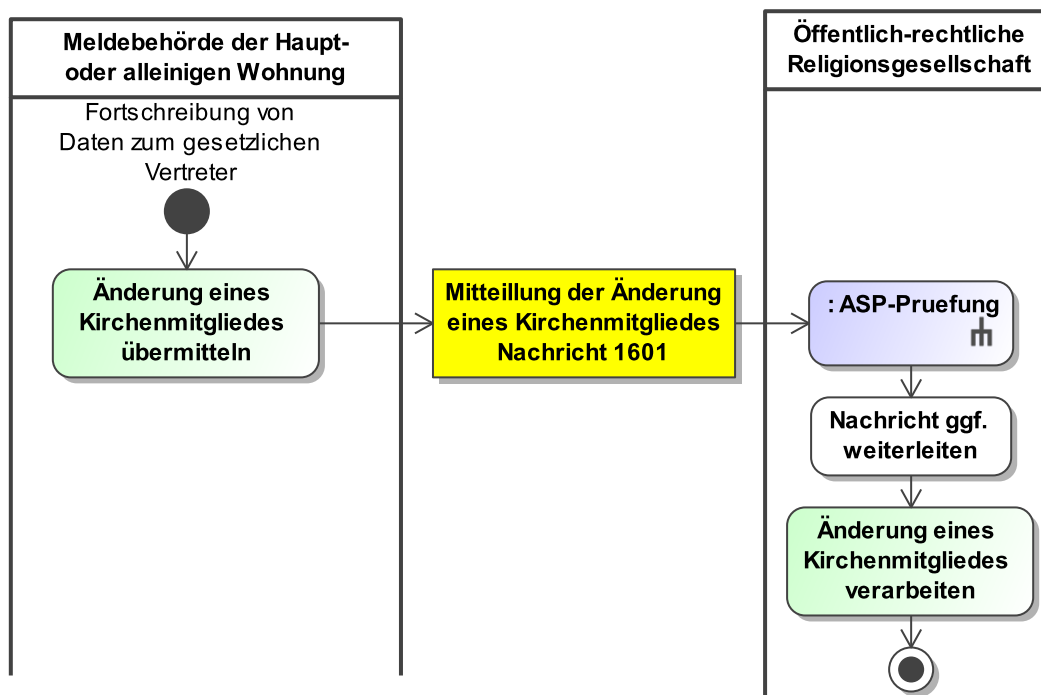 Meldebehörde der Haupt-
oder alleinigen Wohnung
Fortschreibung von
Daten zum gesetzlichen
Vertreter
Änderung eines
Kirchenmitgliedes
übermitteln
Mitteillung der Änderung
eines Kirchenmitgliedes
Nachricht 1601
Öffentlich-rechtliche
Religionsgesellschaft
: ASP-Pruefung
Nachricht ggf.
weiterleiten
Änderung eines
Kirchenmitgliedes
verarbeiten